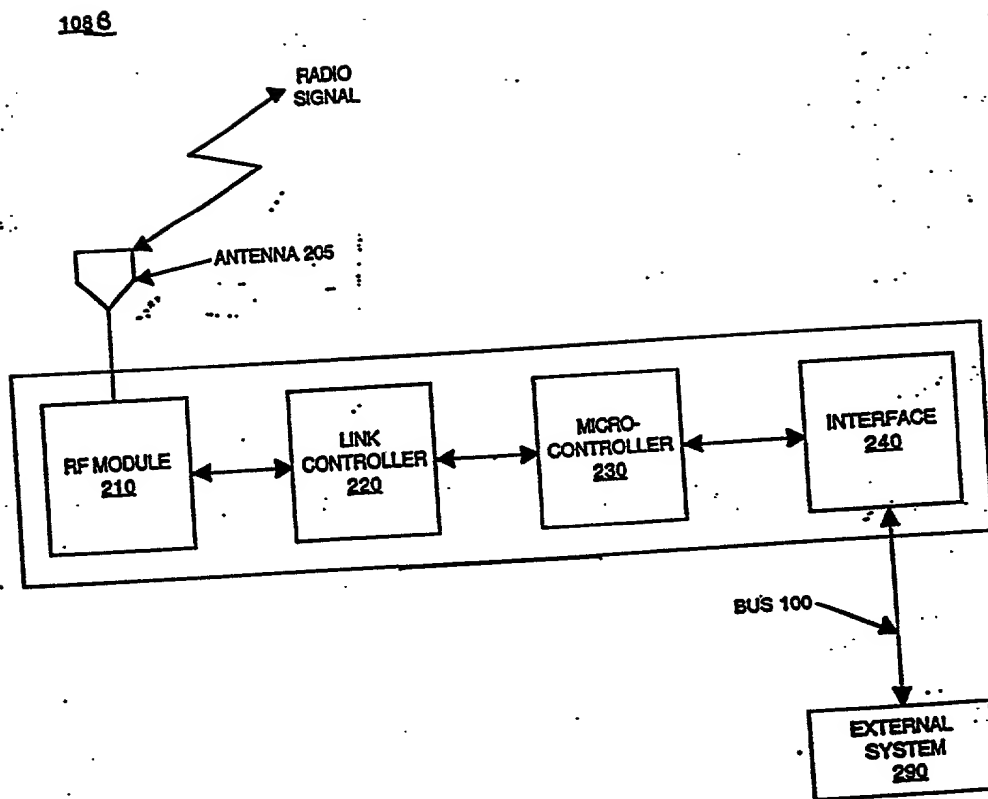 108B
RADIO
SIGNAL
ANTENNA 205
RF MODULE
210
LINK
CONTROLLER
220
MICRO-
CONTROLLER
230
INTERFACE
240
BUS 100
EXTERNAL
SYSTEM
290